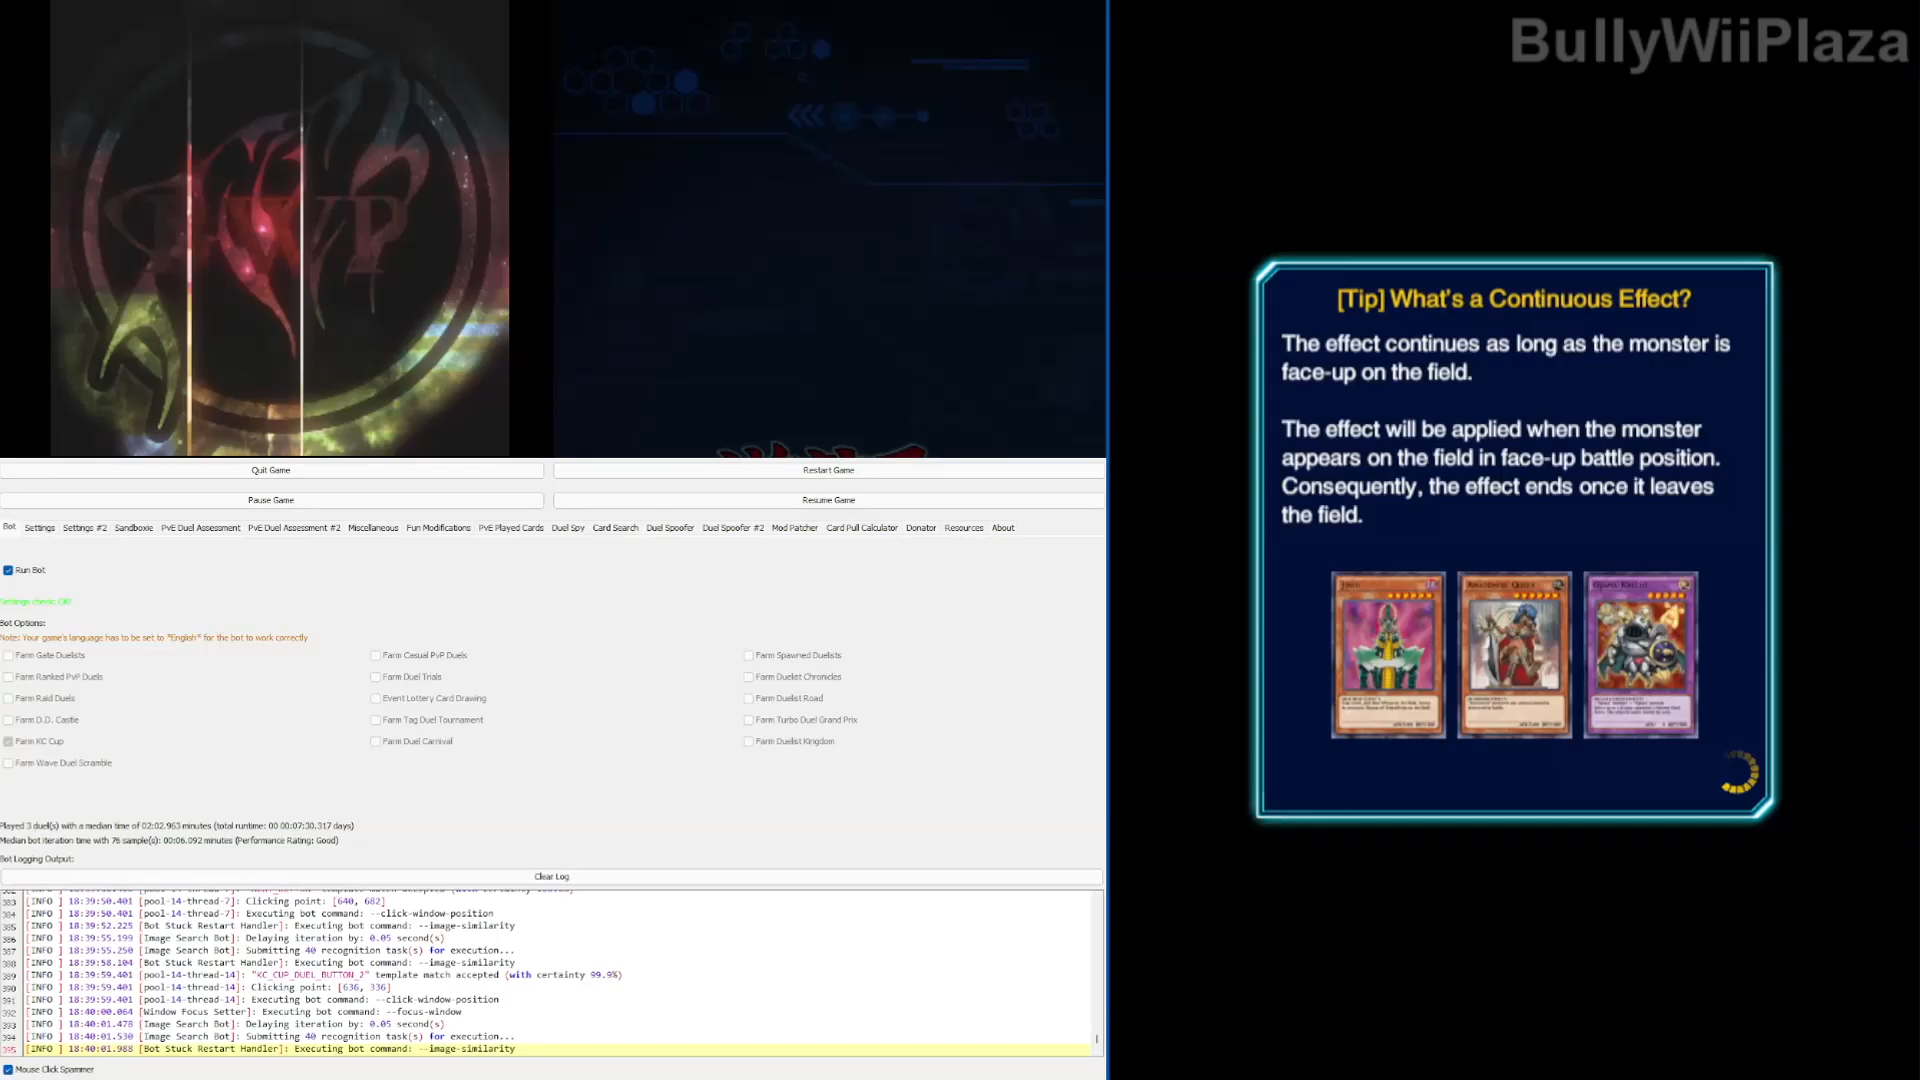 BullyWiiPlaza
WP
Quit Game
Restart Game
Pause Game
Resume Game
Bot
Settings
Settings #2
Sandboxie
PvE Duel Assessment
PvE Duel Assessment #2
Miscellaneous
Fun Modifications
PvE Played Cards
Duel Spy
Card Search
Duel Spoofer
Duel Spoofer #2
Mod Patcher
Card Pull Calculator
Donator
Resources
About
Run Bot
Settings check: OK!
Bot Options:
Note: Your game's language has to be set to "English" for the bot to work correctly
Farm Gate Duelists
Farm Casual PvP Duels
Farm Spawned Duelists
Farm Ranked PvP Duels
Farm Duel Trials
Farm Duelist Chronicles
Farm Raid Duels
Event Lottery Card Drawing
Farm Duelist Road
Farm D.D. Castle
Farm Tag Duel Tournament
Farm Turbo Duel Grand Prix
Farm KC Cup
Farm Duel Carnival
Farm Duelist Kingdom
Farm Wave Duel Scramble
Played 3 duel(s) with a median time of 02:02.963 minutes (total runtime: 00 00:07:30.317 days)
Median bot iteration time with 76 sample(s): 00:06.092 minutes (Performance Rating: Good)
Bot Logging Output:
Clear Log
383 [INFO ] 18:39:50.401 [pool-14-thread-7]: Clicking point: [640, 682]
384 [INFO ] 18:39:50.401 [pool-14-thread-7]: Executing bot command: --click-window-position
385 [INFO ] 18:39:52.225 [Bot Stuck Restart Handler]: Executing bot command: --image-similarity
386 [INFO ] 18:39:55.199 [Image Search Bot]: Delaying iteration by: 0.05 second(s)
387 [INFO ] 18:39:55.250 [Image Search Bot]: Submitting 40 recognition task(s) for execution...
388 [INFO ] 18:39:58.104 [Bot Stuck Restart Handler]: Executing bot command: --image-similarity
389 [INFO ] 18:39:59.401 [pool-14-thread-14]: "KC_CUP_DUEL_BUTTON_2" template match accepted (with certainty 99.9%)
390 [INFO ] 18:39:59.401 [pool-14-thread-14]: Clicking point: [636, 336]
391 [INFO ] 18:39:59.401 [pool-14-thread-14]: Executing bot command: --click-window-position
392 [INFO ] 18:40:00.064 [Window Focus Setter]: Executing bot command: --focus-window
393 [INFO ] 18:40:01.478 [Image Search Bot]: Delaying iteration by: 0.05 second(s)
394 [INFO ] 18:40:01.530 [Image Search Bot]: Submitting 40 recognition task(s) for execution...
395 [INFO ] 18:40:01.988 [Bot Stuck Restart Handler]: Executing bot command: --image-similarity
Mouse Click Spammer
[Tip] What's a Continuous Effect?
The effect continues as long as the monster is
face-up on the field.
The effect will be applied when the monster
appears on the field in face-up battle position.
Consequently, the effect ends once it leaves
the field.